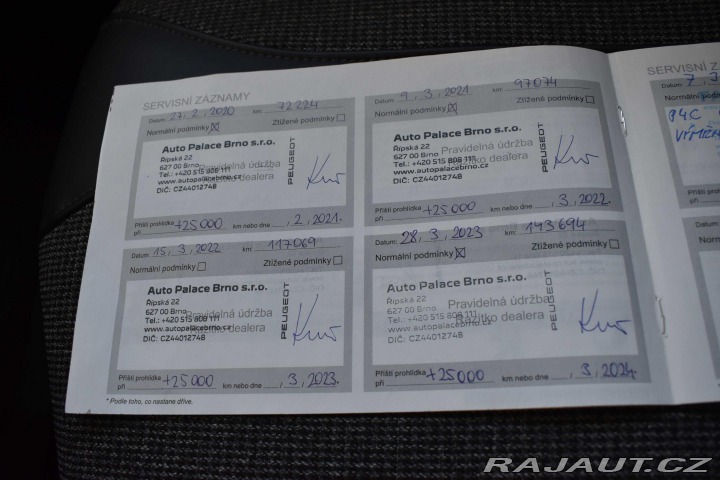 SERVISNÍ ZÁZNAMY
Datum: 27.2.2020 km: 72224
Normální podmínky Ztížené podmínky
Auto Palace Brno s.r.o.
Řípská 22
627 00 Brno
Tel.: +420 515 808 111
www.autopalacebrno.cz
DIČ: CZ44012748
Pravidelná údržba
Razítko dealera
PEUGEOT
Příští prohlídka při +25000 km nebo dne . 2. 2021.
Datum: 9.3.2021 km: 97074
Normální podmínky Ztížené podmínky
Auto Palace Brno s.r.o.
Řípská 22
627 00 Brno
Tel.: +420 515 808 111
www.autopalacebrno.cz
DIČ: CZ44012748
Pravidelná údržba
Razítko dealera
PEUGEOT
Příští prohlídka při +25000 km nebo dne . 3. 2022.
Datum: 15.3.2022 km: 117069
Normální podmínky Ztížené podmínky
Auto Palace Brno s.r.o.
Řípská 22
627 00 Brno
Tel.: +420 515 808 111
www.autopalacebrno.cz
DIČ: CZ44012748
Pravidelná údržba
Razítko dealera
PEUGEOT
Příští prohlídka při +25000 km nebo dne . 3. 2023.
Datum: 28.3.2023 km: 143694
Normální podmínky Ztížené podmínky
Auto Palace Brno s.r.o.
Řípská 22
627 00 Brno
Tel.: +420 515 808 111
www.autopalacebrno.cz
DIČ: CZ44012748
Pravidelná údržba
Razítko dealera
PEUGEOT
Příští prohlídka při +25000 km nebo dne . 3. 2024.
* Podle toho, co nastane dříve.
SERVISNÍ
Datum: 7.
Normální
RAJAUT.CZ